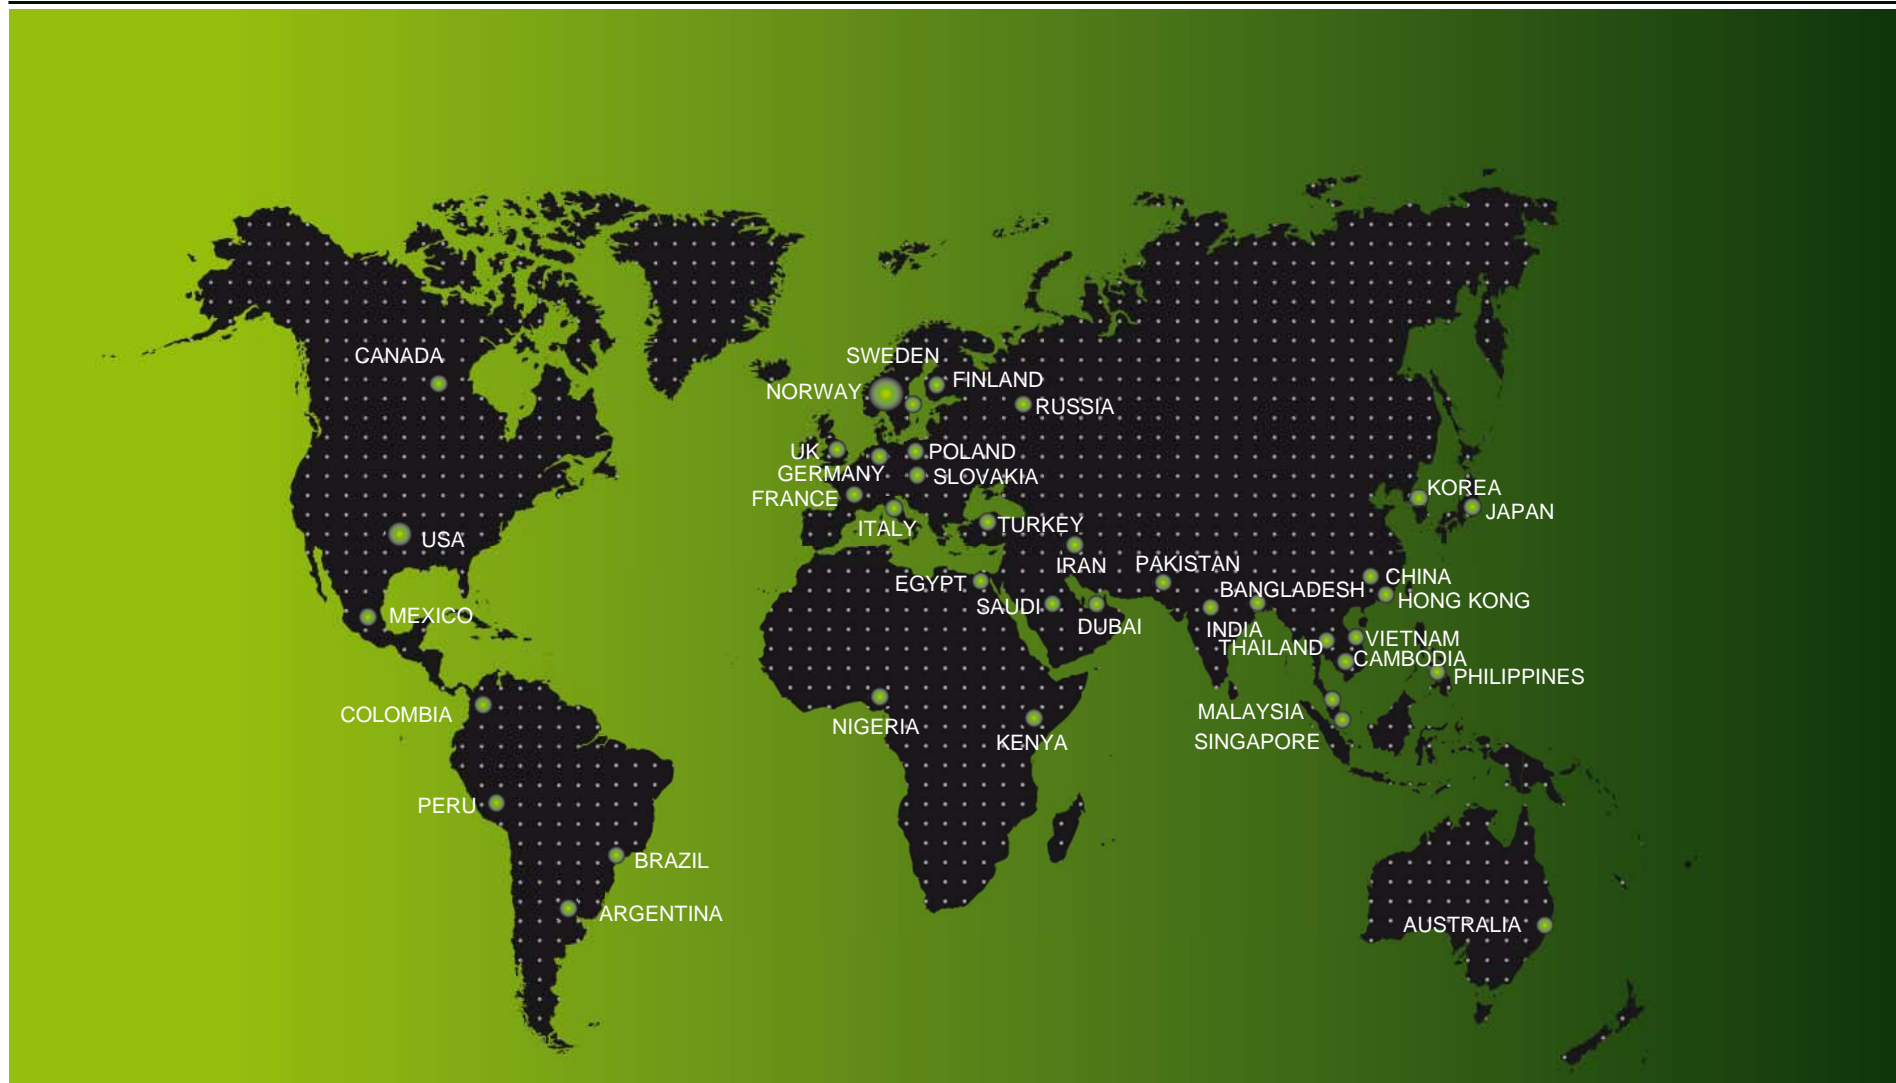 CANADA
SWEDEN
FINLAND
NORWAY
RUSSIA
UK
POLAND
GERMANY
SLOVAKIA
FRANCE
KOREA
JAPAN
ITALY
TURKEY
USA
IRAN
PAKISTAN
EGYPT
CHINA
BANGLADESH
HONG KONG
SAUDI
MEXICO
DUBAI
INDIA
VIETNAM
THAILAND
CAMBODIA
PHILIPPINES
COLOMBIA
MALAYSIA
NIGERIA
KENYA
SINGAPORE
PERU
BRAZIL
ARGENTINA
AUSTRALIA